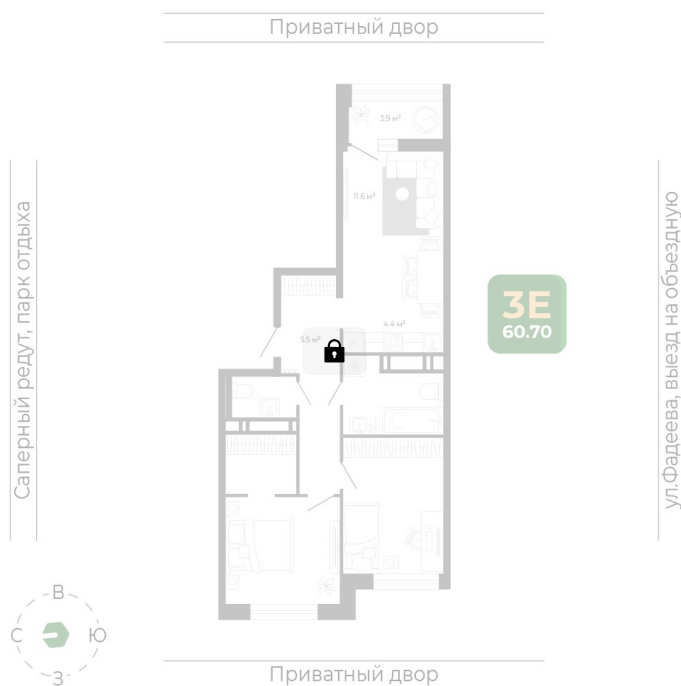 Приватный двор
3.9 м²
11.6 м²
Саперный редут, парк отдыха
ул.Фадеева, выезд на объездную
3E
60.70
4.4 м²
5.5 м²
В
С
Ю
З
Приватный двор